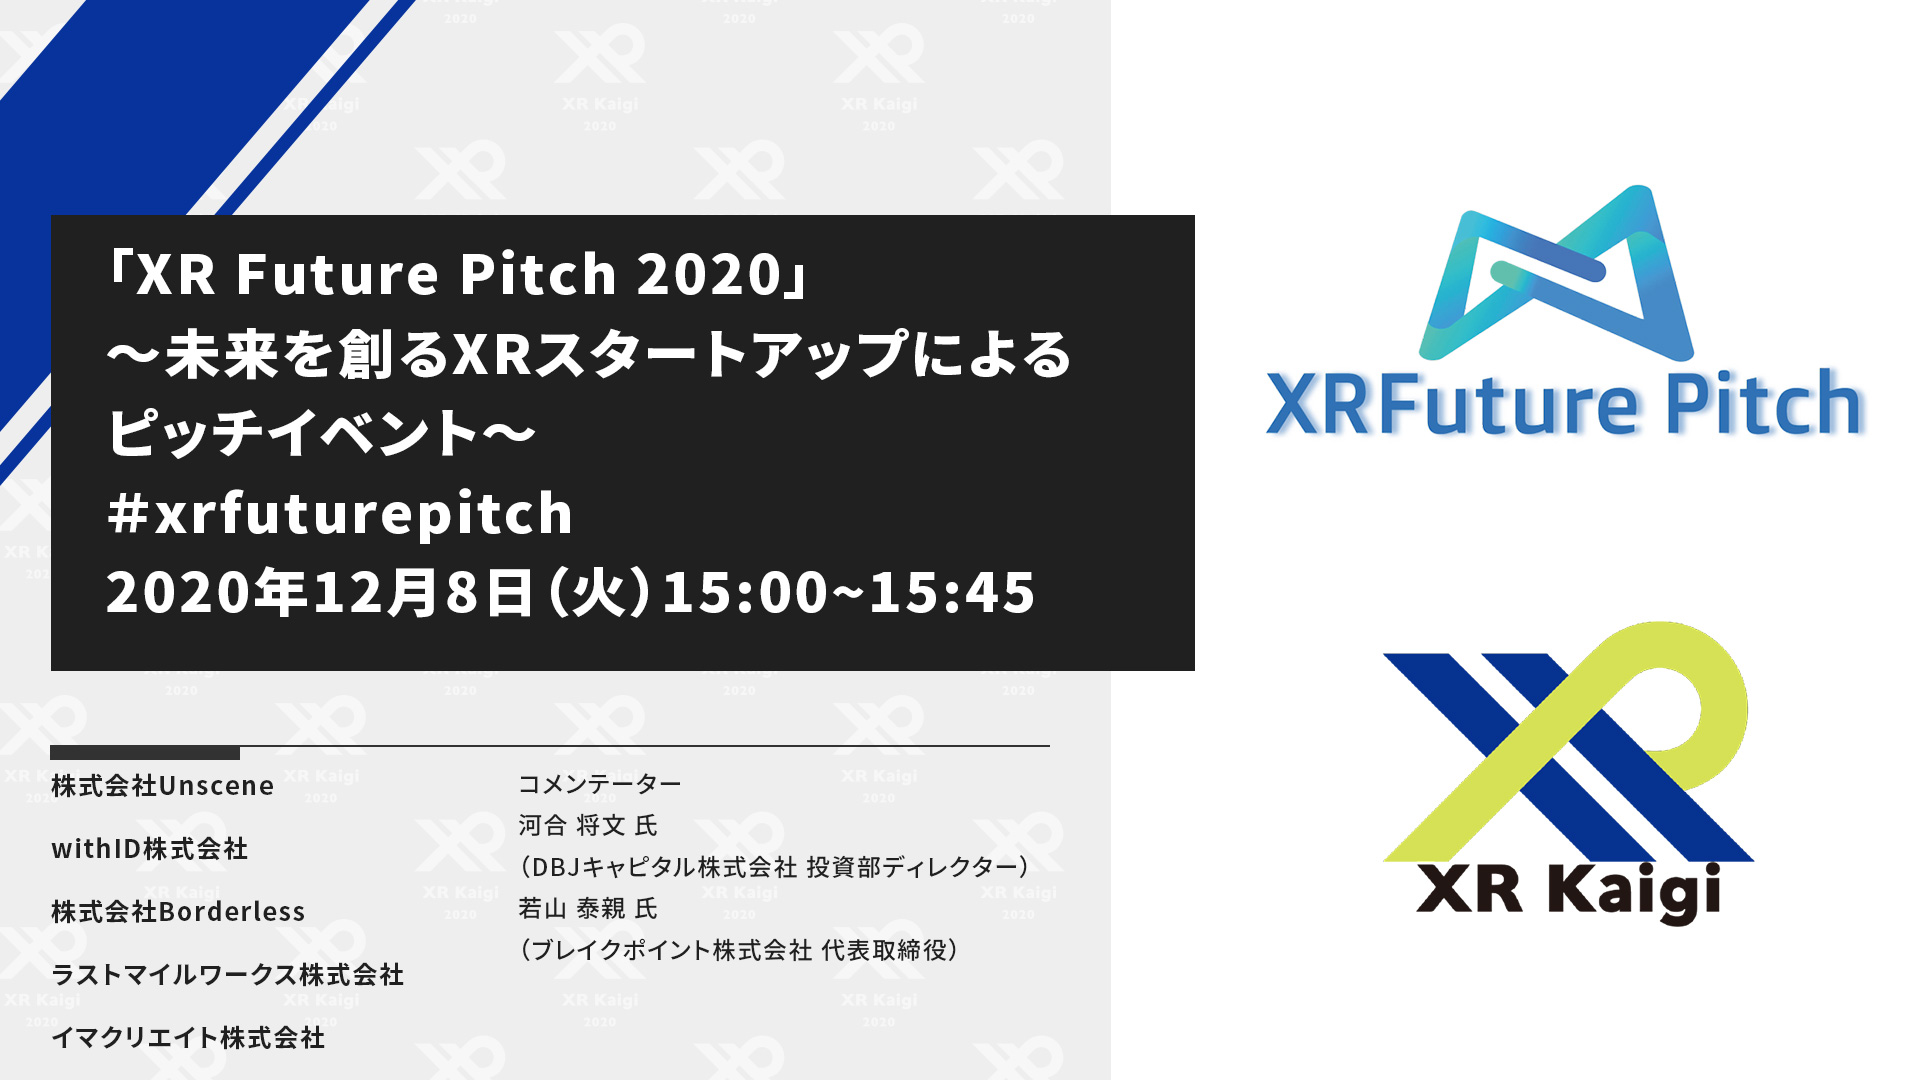 「XR Future Pitch 2020」
～未来を創るXRスタートアップによる
ピッチイベント～
＃xrfuturepitch
2020年12月8日（火）15:00~15:45
株式会社Unscene
withID株式会社
株式会社Borderless
ラストマイルワークス株式会社
イマクリエイト株式会社
コメンテーター
河合 将文 氏
（DBJキャピタル株式会社 投資部ディレクター）
若山 泰親 氏
（ブレイクポイント株式会社 代表取締役）
XRFuture Pitch
XR Kaigi